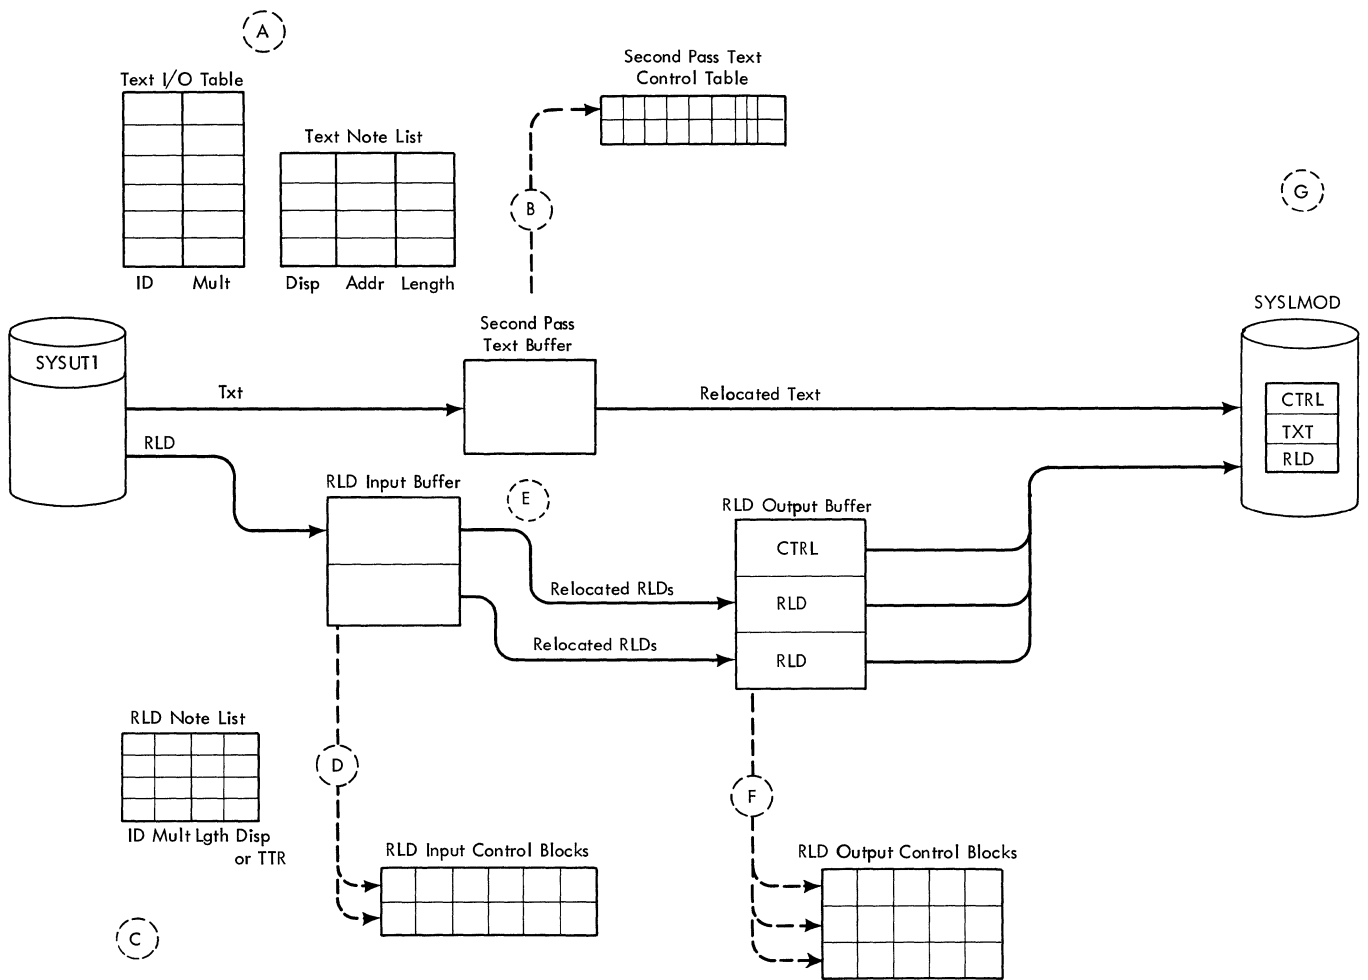 A
Text I/O Table
Second Pass Text
Control Table
Text Note List
B
G
ID Mult
Disp Addr Length
SYSLMOD
Second Pass
Text Buffer
SYSUT1
Txt
Relocated Text
CTRL
TXT
RLD
RLD
RLD Input Buffer
E
RLD Output Buffer
CTRL
Relocated RLDs
RLD
Relocated RLDs
RLD
RLD Note List
D
F
ID Mult Lgth Disp
or TTR
RLD Input Control Blocks
RLD Output Control Blocks
C